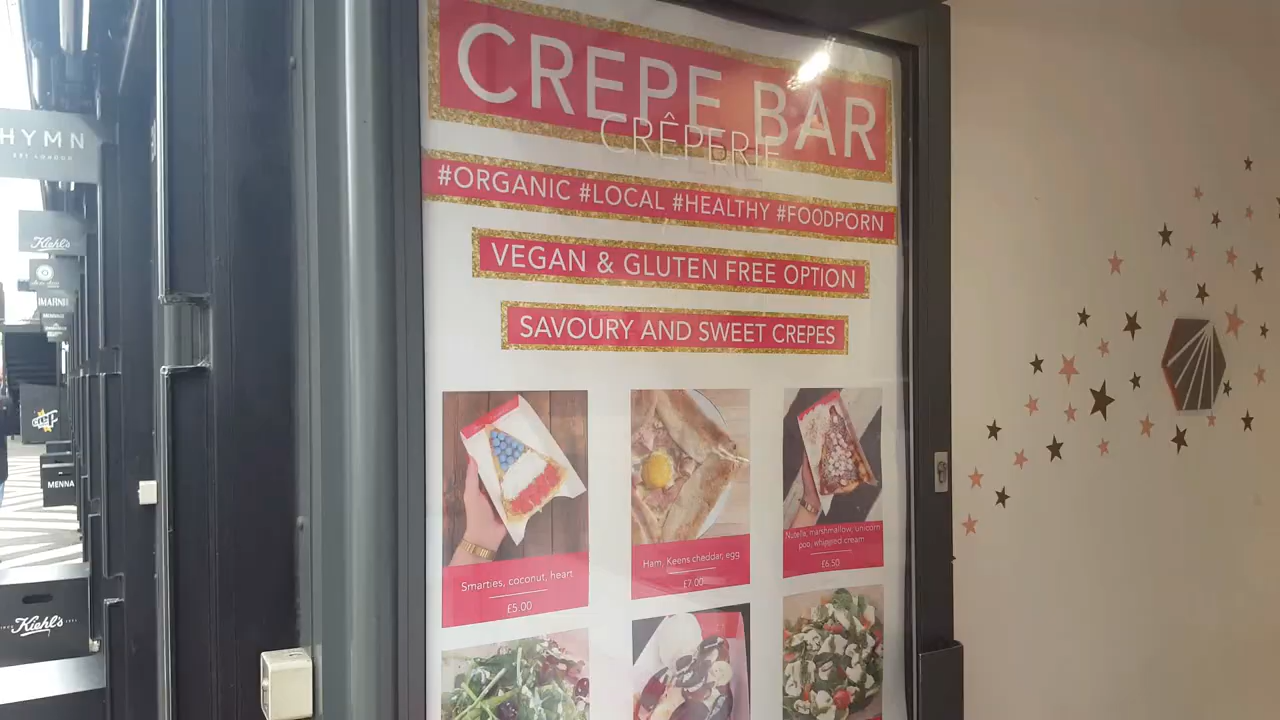 CREPE BAR
CRÊPERIE
#ORGANIC #LOCAL #HEALTHY #FOODPORN
VEGAN & GLUTEN FREE OPTION
SAVOURY AND SWEET CREPES
Smarties, coconut, heart
£5.00
Ham, Keens cheddar, egg
£7.00
Nutella, marshmallow, unicorn
poo, whipped cream
£6.50
HYMN
LONDON
Kiehl's
MARNI
MENNA
Kiehl's